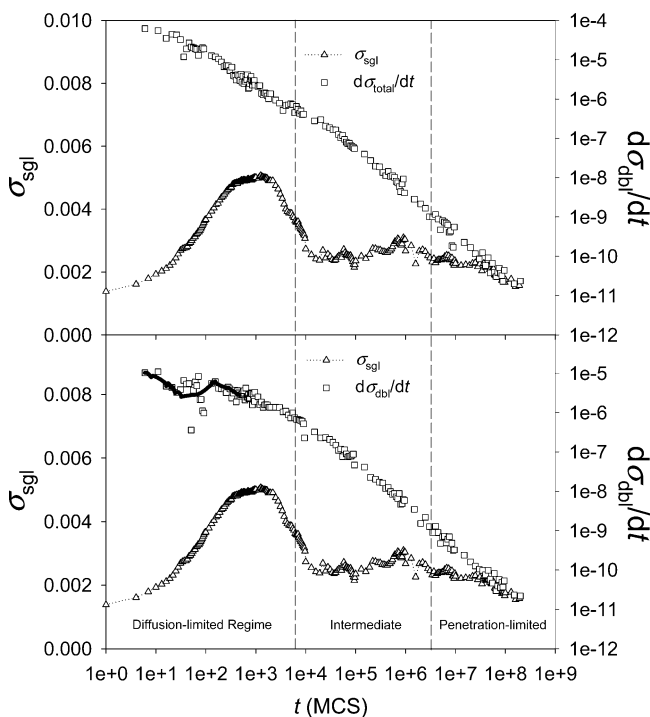 0.010
0.008
0.006
0.004
0.002
0.000
σsgl
σsgl
dσtotal/dt
1e-4
1e-5
1e-6
1e-7
1e-8
1e-9
1e-10
1e-11
1e-12
dσdbl/dt
0.008
0.006
0.004
0.002
0.000
σsgl
σsgl
dσdbl/dt
1e-5
1e-6
1e-7
1e-8
1e-9
1e-10
1e-11
1e-12
dσdbl/dt
Diffusion-limited Regime
Intermediate
Penetration-limited
1e+0 1e+1 1e+2 1e+3 1e+4 1e+5 1e+6 1e+7 1e+8 1e+9
t (MCS)